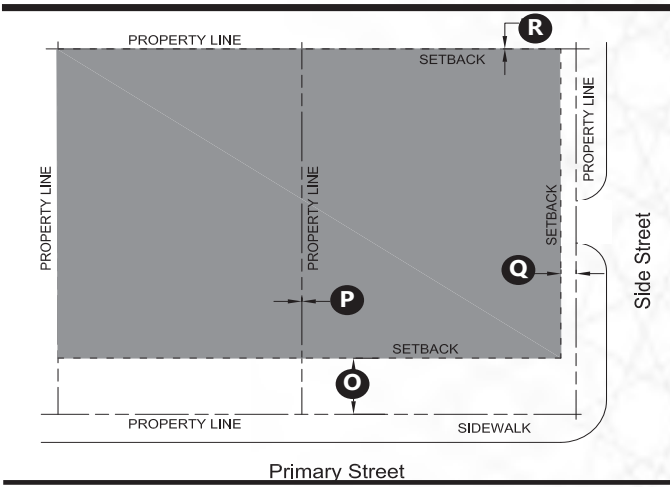 R
PROPERTY LINE
SETBACK
PROPERTY LINE
PROPERTY LINE
PROPERTY LINE
SETBACK
Side Street
Q
P
SETBACK
O
PROPERTY LINE
SIDEWALK
Primary Street